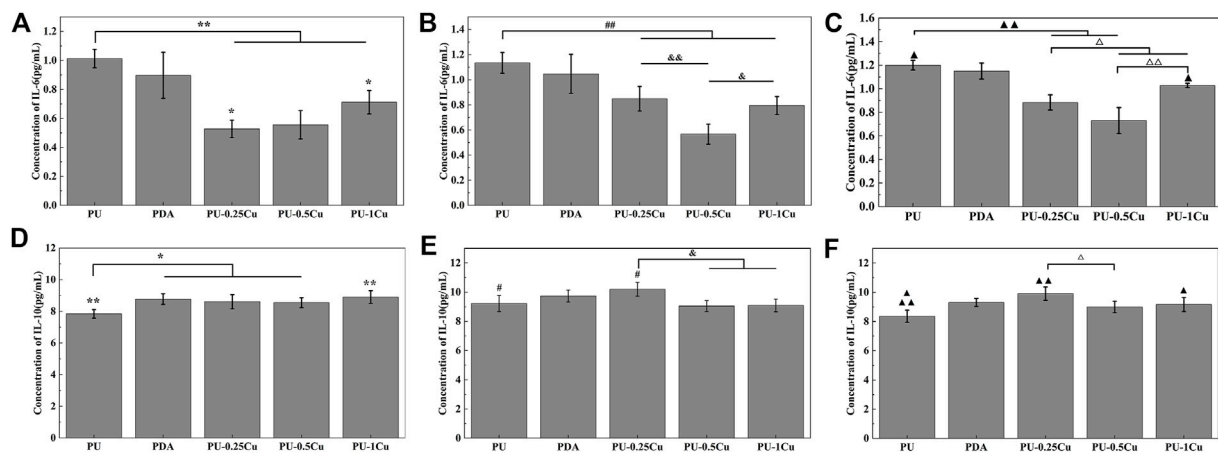 A
Concentration of IL-6(pg/mL)
1.2
1.0
0.8
0.6
0.4
0.2
0.0
**
*
*
PU
PDA
PU-0.25Cu
PU-0.5Cu
PU-1Cu
B
Concentration of IL-6(pg/mL)
1.4
1.2
1.0
0.8
0.6
0.4
0.2
0.0
##
&&
&
PU
PDA
PU-0.25Cu
PU-0.5Cu
PU-1Cu
C
Concentration of IL-6(pg/mL)
1.6
1.4
1.2
1.0
0.8
0.6
0.4
0.2
0.0
▲▲
△
△△
▲
▲
PU
PDA
PU-0.25Cu
PU-0.5Cu
PU-1Cu
D
Concentration of IL-10(pg/mL)
12
10
8
6
4
2
0
*
**
**
PU
PDA
PU-0.25Cu
PU-0.5Cu
PU-1Cu
E
Concentration of IL-10(pg/mL)
12
10
8
6
4
2
0
&
#
#
PU
PDA
PU-0.25Cu
PU-0.5Cu
PU-1Cu
F
Concentration of IL-10(pg/mL)
12
10
8
6
4
2
0
△
▲
▲▲
▲▲
▲
PU
PDA
PU-0.25Cu
PU-0.5Cu
PU-1Cu